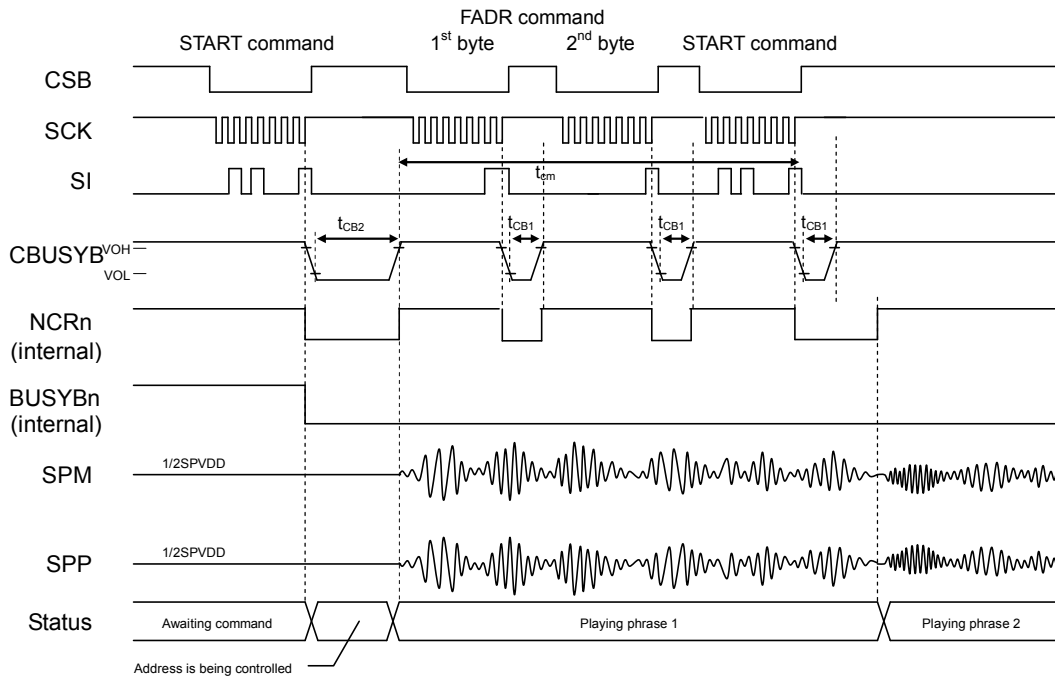 FADR command
START command 1st byte 2nd byte START command
CSB
SCK
SI
tcm
tCB2 tCB1 tCB1 tCB1
CBUSYB VOH
VOL
NCRn
(internal)
BUSYBn
(internal)
1/2SPVDD
SPM
1/2SPVDD
SPP
Status Awaiting command Playing phrase 1 Playing phrase 2
Address is being controlled